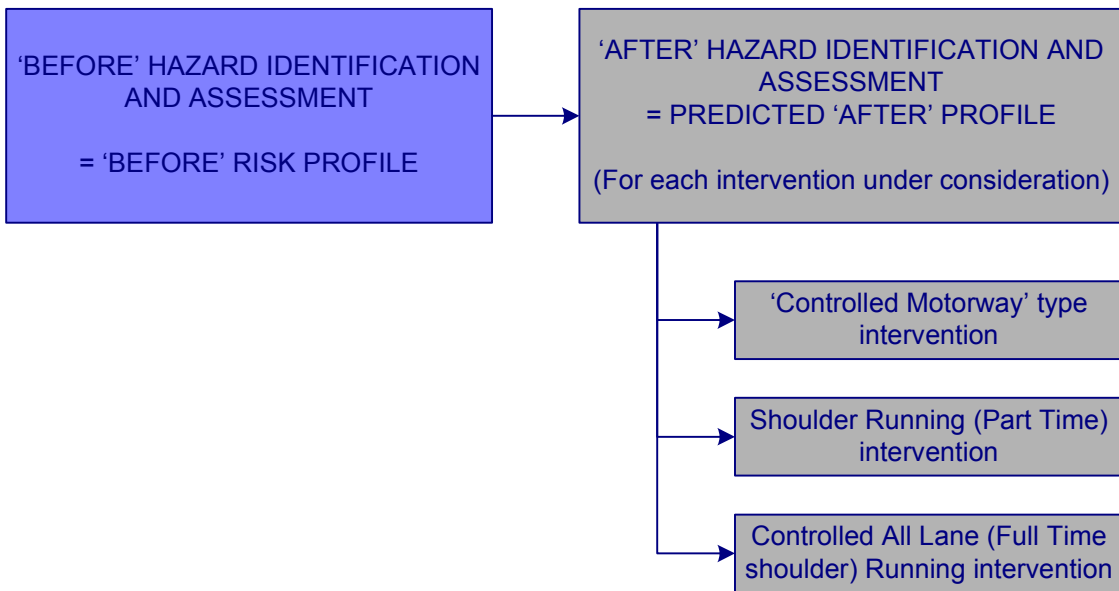 ‘BEFORE’ HAZARD IDENTIFICATION
AND ASSESSMENT
= ‘BEFORE’ RISK PROFILE
‘AFTER’ HAZARD IDENTIFICATION AND
ASSESSMENT
= PREDICTED ‘AFTER’ PROFILE
(For each intervention under consideration)
‘Controlled Motorway’ type
intervention
Shoulder Running (Part Time)
intervention
Controlled All Lane (Full Time
shoulder) Running intervention